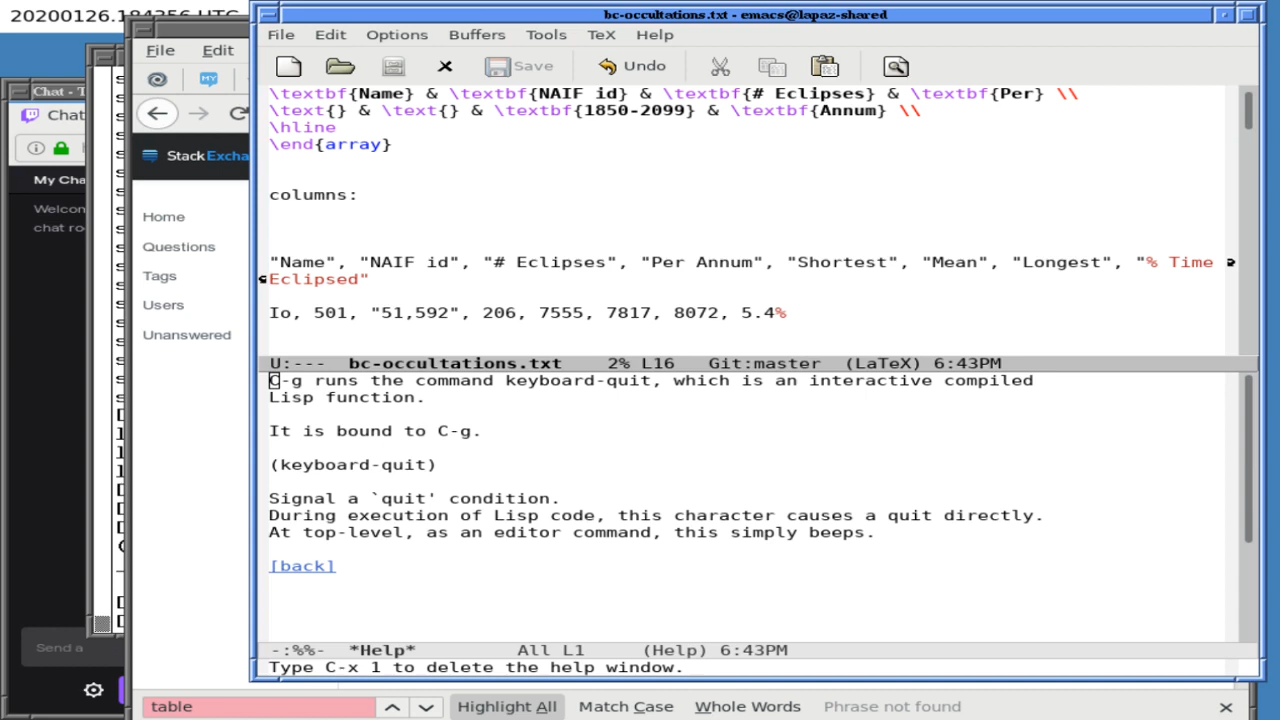 20200126.184356 UTC
bc-occultations.txt - emacs@lapaz-shared
File Edit Options Buffers Tools TeX Help
Save Undo
\textbf{Name} & \textbf{NAIF id} & \textbf{# Eclipses} & \textbf{Per} \\
\text{} & \text{} & \textbf{1850-2099} & \textbf{Annum} \\
\hline
\end{array}
columns:
"Name", "NAIF id", "# Eclipses", "Per Annum", "Shortest", "Mean", "Longest", "% Time
Eclipsed"
Io, 501, "51,592", 206, 7555, 7817, 8072, 5.4%
U:--- bc-occultations.txt 2% L16 Git:master (LaTeX) 6:43PM
C-g runs the command keyboard-quit, which is an interactive compiled
Lisp function.
It is bound to C-g.
(keyboard-quit)
Signal a `quit' condition.
During execution of Lisp code, this character causes a quit directly.
At top-level, as an editor command, this simply beeps.
[back]
-:%%- *Help* All L1 (Help) 6:43PM
Type C-x 1 to delete the help window.
File Edit
MY
StackExcha
Home
Questions
Tags
Users
Unanswered
table
Highlight All Match Case Whole Words Phrase not found
Chat - T
Chat
My Cha
Welcon
chat ro
Send a